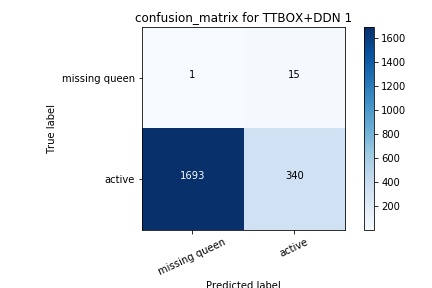 confusion_matrix for TTBOX+DDN 1
missing queen
active
True label
1
15
1693
340
missing queen
active
Predicted label
1600
1400
1200
1000
800
600
400
200